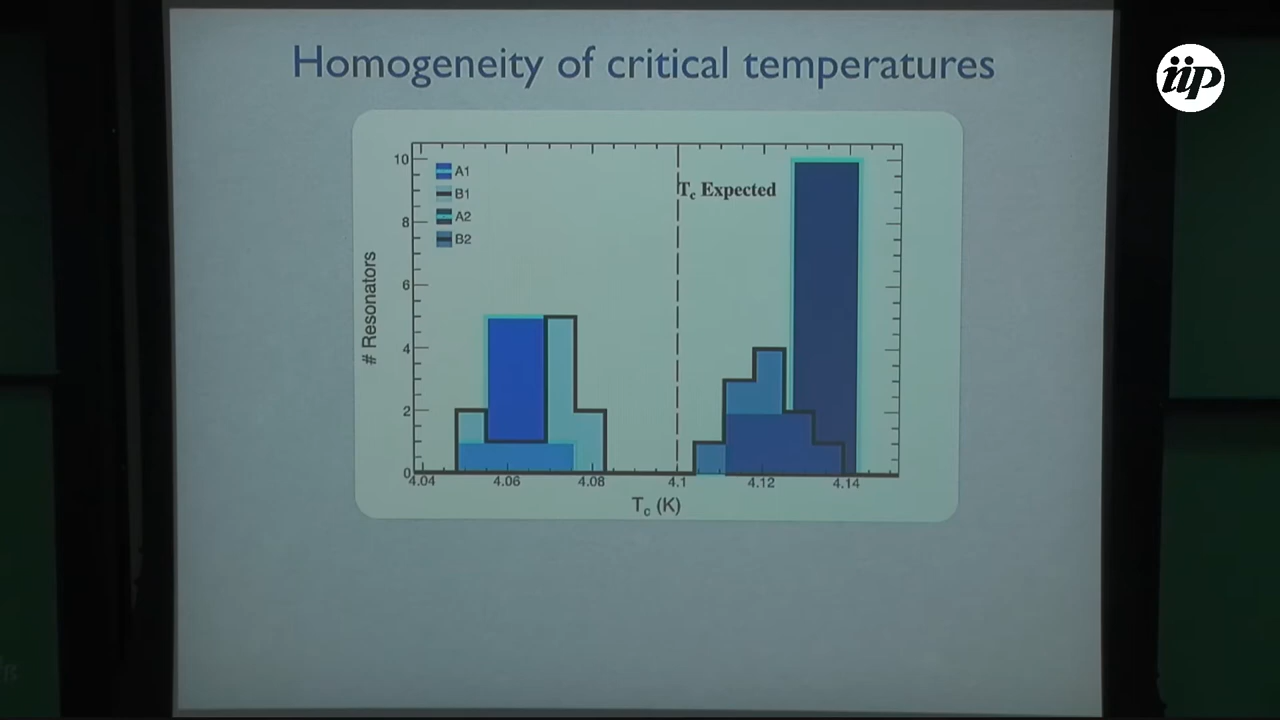 Homogeneity of critical temperatures
iip
10
8
6
4
2
0
# Resonators
A1
B1
A2
B2
Tc Expected
4.04 4.06 4.08 4.1 4.12 4.14
Tc (K)